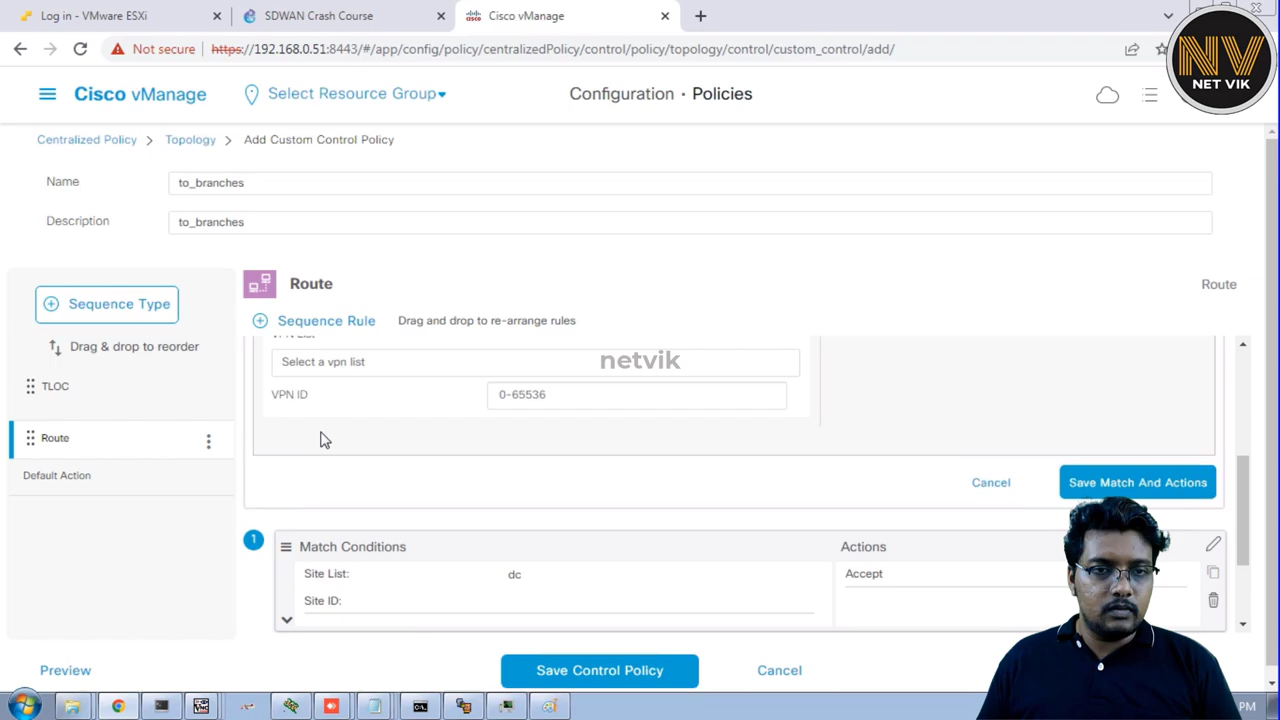 Log in - VMware ESXi
SDWAN Crash Course
Cisco vManage
Not secure
https://192.168.0.51:8443/#/app/config/policy/centralizedPolicy/control/policy/topology/control/custom_control/add/
NV
NET VIK
Cisco vManage
Select Resource Group
Configuration · Policies
Centralized Policy
Topology
Add Custom Control Policy
Name
to_branches
Description
to_branches
Sequence Type
Drag & drop to reorder
TLOC
Route
Default Action
Route
Route
Sequence Rule
Drag and drop to re-arrange rules
VPN List
Select a vpn list
netvik
VPN ID
0-65536
Cancel
Save Match And Actions
1
Match Conditions
Actions
Site List:
dc
Accept
Site ID:
Preview
Save Control Policy
Cancel
PM